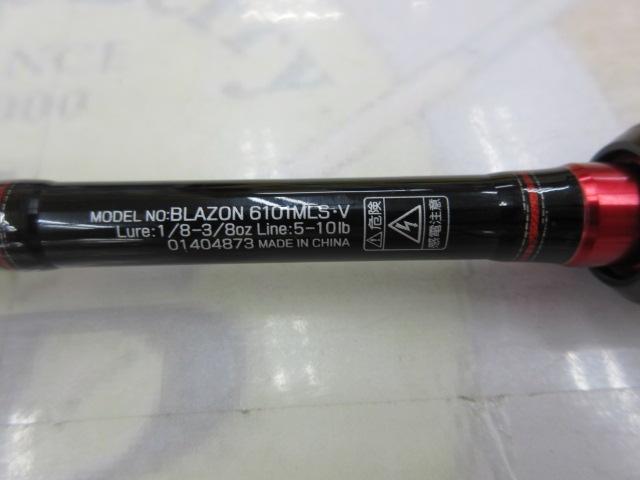 MODEL NO:BLAZON 6101MLS・V
Lure:1/8-3/8oz Line:5-10lb
01404873 MADE IN CHINA
⚠危険
感電注意